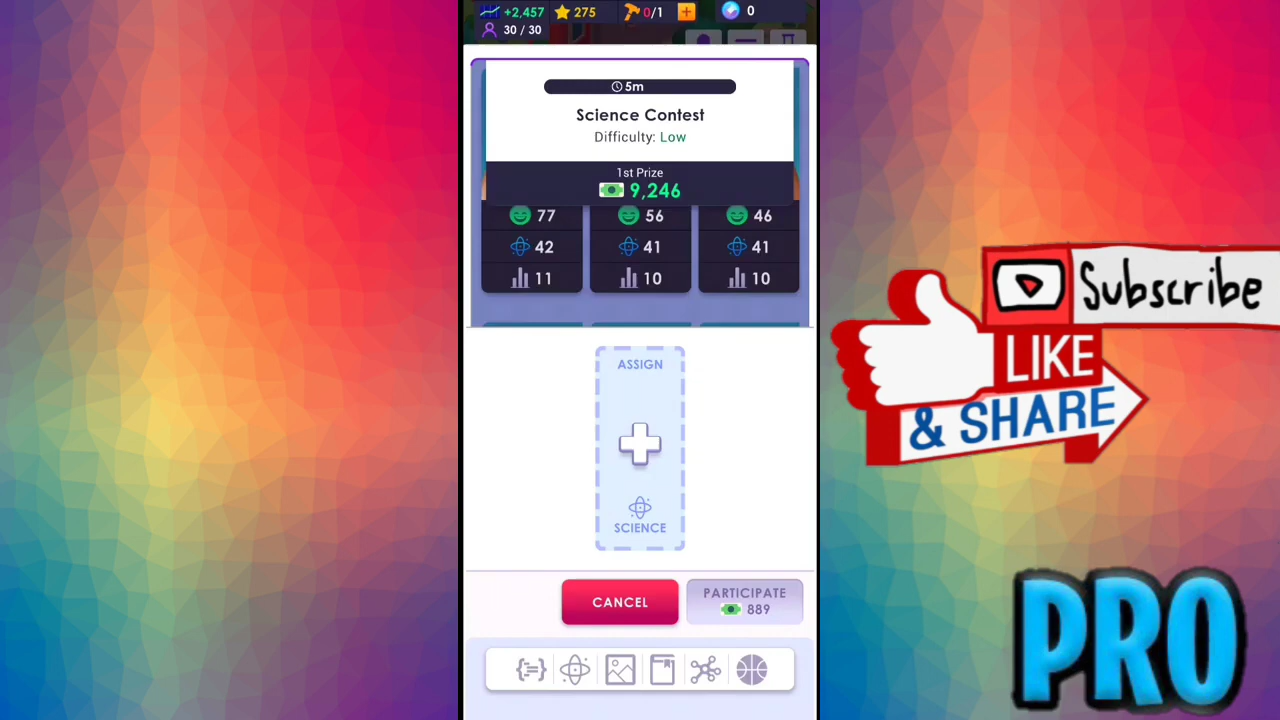 +2,457 275 0/1 + 0
30 / 30
5m
Science Contest
Difficulty: Low
1st Prize
9,246
77 56 46
42 41 41
11 10 10
ASSIGN
SCIENCE
CANCEL
PARTICIPATE
889
Subscribe
LIKE
& SHARE
PRO